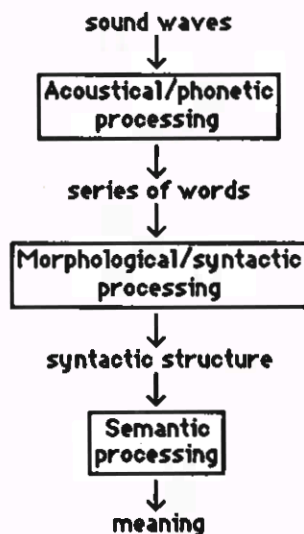 sound waves
Acoustical/phonetic
processing
series of words
Morphological/syntactic
processing
syntactic structure
Semantic
processing
meaning